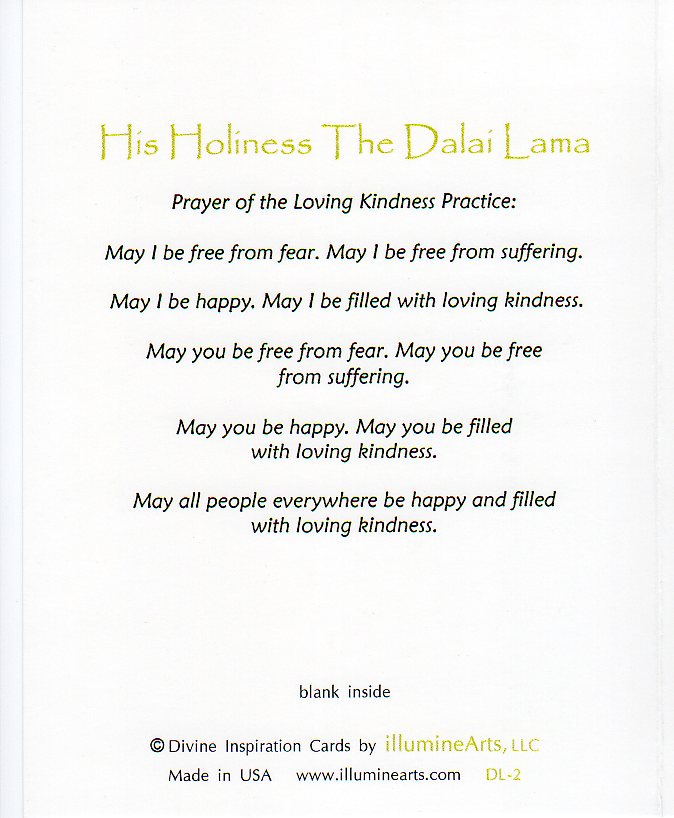 His Holiness The Dalai Lama
Prayer of the Loving Kindness Practice:
May I be free from fear. May I be free from suffering.
May I be happy. May I be filled with loving kindness.
May you be free from fear. May you be free
from suffering.
May you be happy. May you be filled
with loving kindness.
May all people everywhere be happy and filled
with loving kindness.
blank inside
© Divine Inspiration Cards by illumineArts, LLC
Made in USA www.illuminearts.com DL-2